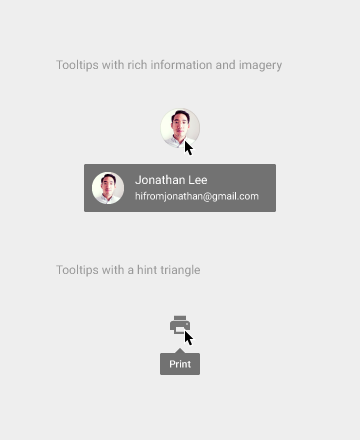 Tooltips with rich information and imagery
Jonathan Lee
hifromjonathan@gmail.com
Tooltips with a hint triangle
Print